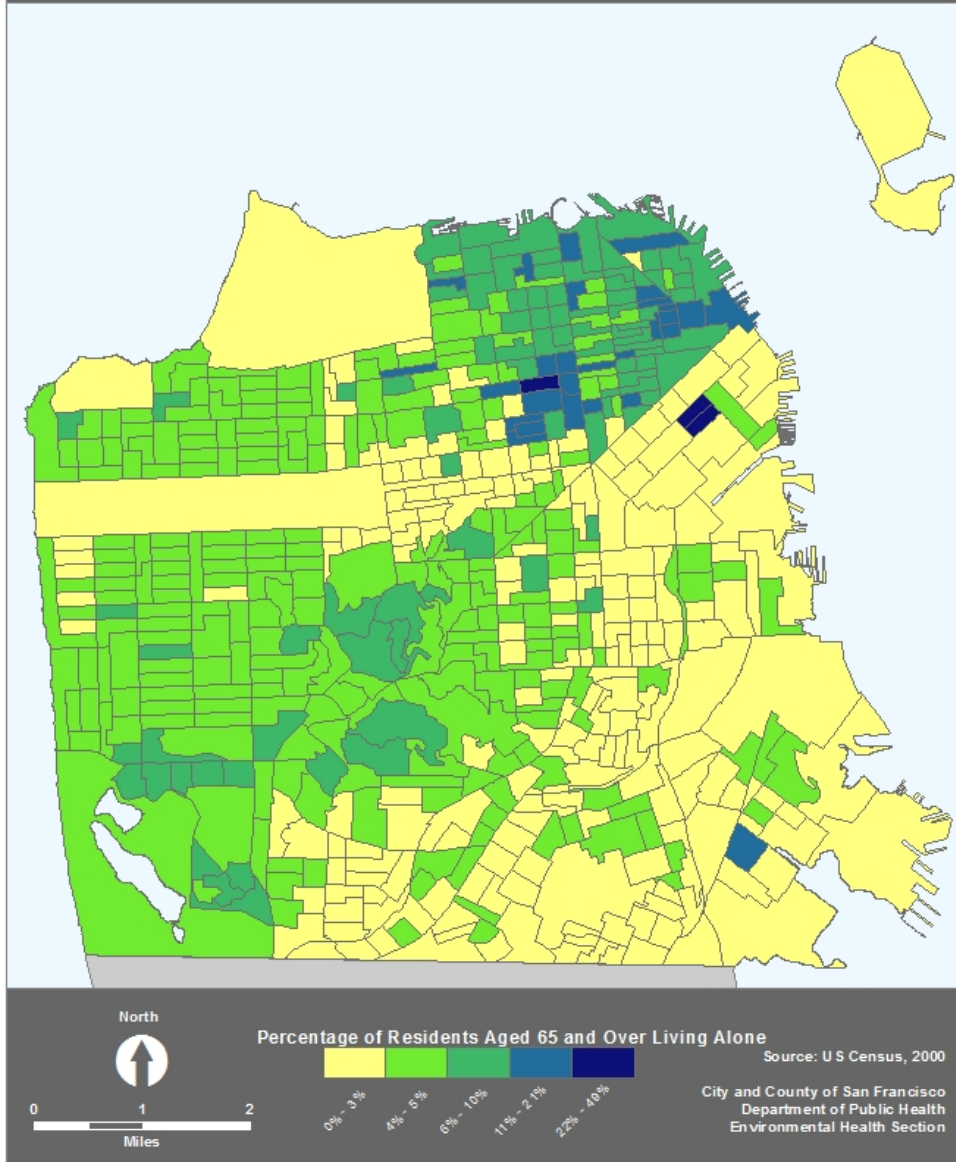 North
Percentage of Residents Aged 65 and Over Living Alone
0% - 3%
4% - 5%
6% - 10%
11% - 21%
22% - 49%
Source: US Census, 2000
City and County of San Francisco
Department of Public Health
Environmental Health Section
0 1 2
Miles